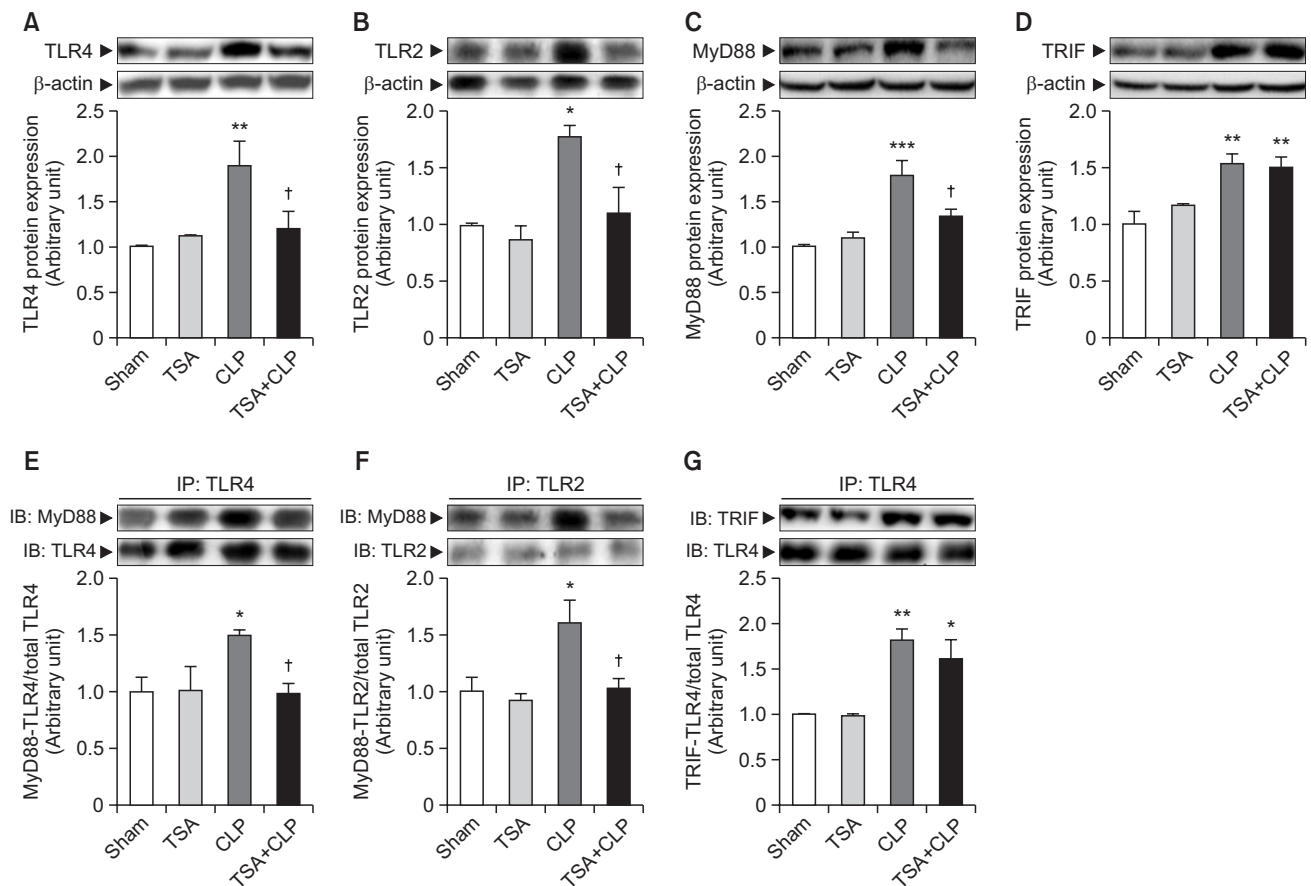 A
TLR4 ►
β-actin ►
TLR4 protein expression
(Arbitrary unit)
2.5
2.0
1.5
1.0
0.5
0
**
†
Sham
TSA
CLP
TSA+CLP
B
TLR2 ►
β-actin ►
TLR2 protein expression
(Arbitrary unit)
2.0
1.5
1.0
0.5
0
*
†
Sham
TSA
CLP
TSA+CLP
C
MyD88 ►
β-actin ►
MyD88 protein expression
(Arbitrary unit)
2.5
2.0
1.5
1.0
0.5
0
***
†
Sham
TSA
CLP
TSA+CLP
D
TRIF ►
β-actin ►
TRIF protein expression
(Arbitrary unit)
2.0
1.5
1.0
0.5
0
**
**
Sham
TSA
CLP
TSA+CLP
E
IP: TLR4
IB: MyD88 ►
IB: TLR4 ►
MyD88-TLR4/total TLR4
(Arbitrary unit)
2.0
1.5
1.0
0.5
0
*
†
Sham
TSA
CLP
TSA+CLP
F
IP: TLR2
IB: MyD88 ►
IB: TLR2 ►
MyD88-TLR2/total TLR2
(Arbitrary unit)
2.0
1.5
1.0
0.5
0
*
†
Sham
TSA
CLP
TSA+CLP
G
IP: TLR4
IB: TRIF ►
IB: TLR4 ►
TRIF-TLR4/total TLR4
(Arbitrary unit)
2.5
2.0
1.5
1.0
0.5
0
**
*
Sham
TSA
CLP
TSA+CLP